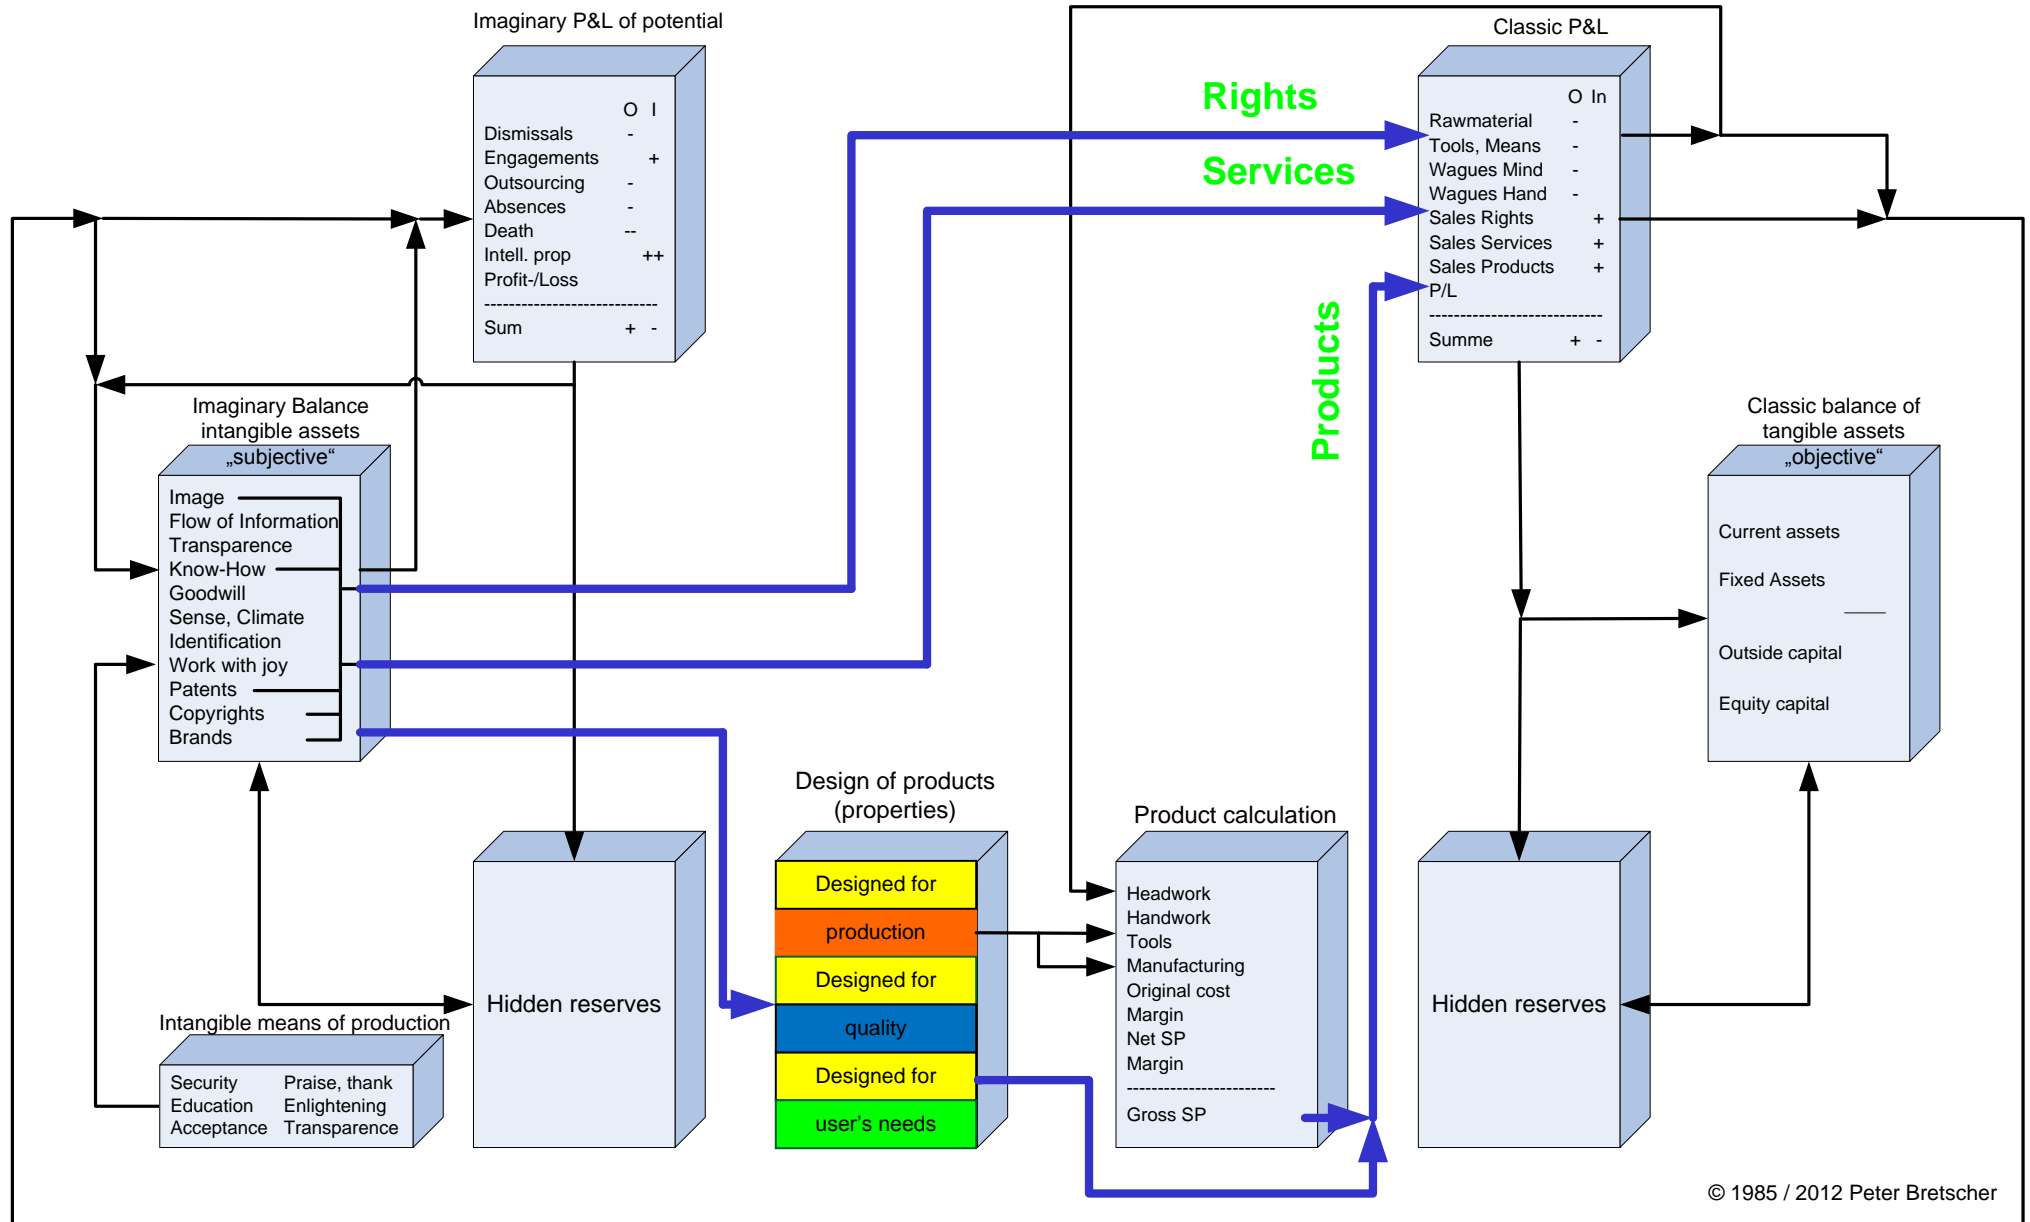 Imaginary P&L of potential
O I
Dismissals -
Engagements +
Outsourcing -
Absences -
Death --
Intell. prop ++
Profit-/Loss
----------------------------
Sum + -
Rights
Services
Products
Classic P&L
O In
Rawmaterial -
Tools, Means -
Wagues Mind -
Wagues Hand -
Sales Rights +
Sales Services +
Sales Products +
P/L
----------------------------
Summe + -
Imaginary Balance
intangible assets
„subjective“
Image
Flow of Information
Transparence
Know-How
Goodwill
Sense, Climate
Identification
Work with joy
Patents
Copyrights
Brands
Classic balance of
tangible assets
„objective“
Current assets
Fixed Assets
Outside capital
Equity capital
Intangible means of production
Security Praise, thank
Education Enlightening
Acceptance Transparence
Hidden reserves
Design of products
(properties)
Designed for
production
Designed for
quality
Designed for
user's needs
Product calculation
Headwork
Handwork
Tools
Manufacturing
Original cost
Margin
Net SP
Margin
------------------------
Gross SP
Hidden reserves
© 1985 / 2012 Peter Bretscher